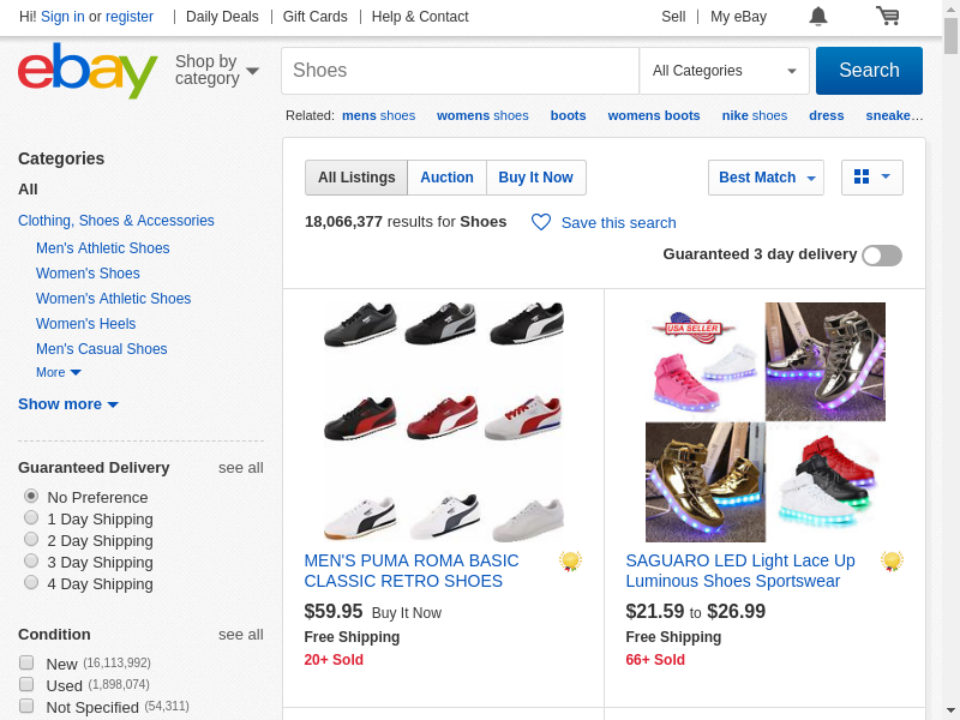 Hi! Sign in or register | Daily Deals | Gift Cards | Help & Contact Sell | My eBay
ebay
Shop by
category
Shoes All Categories Search
Related: mens shoes womens shoes boots womens boots nike shoes dress sneake...
Categories
All
Clothing, Shoes & Accessories
Men's Athletic Shoes
Women's Shoes
Women's Athletic Shoes
Women's Heels
Men's Casual Shoes
More
Show more
Guaranteed Delivery see all
No Preference
1 Day Shipping
2 Day Shipping
3 Day Shipping
4 Day Shipping
Condition see all
New (16,113,992)
Used (1,898,074)
Not Specified (54,311)
All Listings Auction Buy It Now Best Match
18,066,377 results for Shoes Save this search
Guaranteed 3 day delivery
MEN'S PUMA ROMA BASIC
CLASSIC RETRO SHOES
$59.95 Buy It Now
Free Shipping
20+ Sold
USA SELLER
SAGUARO LED Light Lace Up
Luminous Shoes Sportswear
$21.59 to $26.99
Free Shipping
66+ Sold